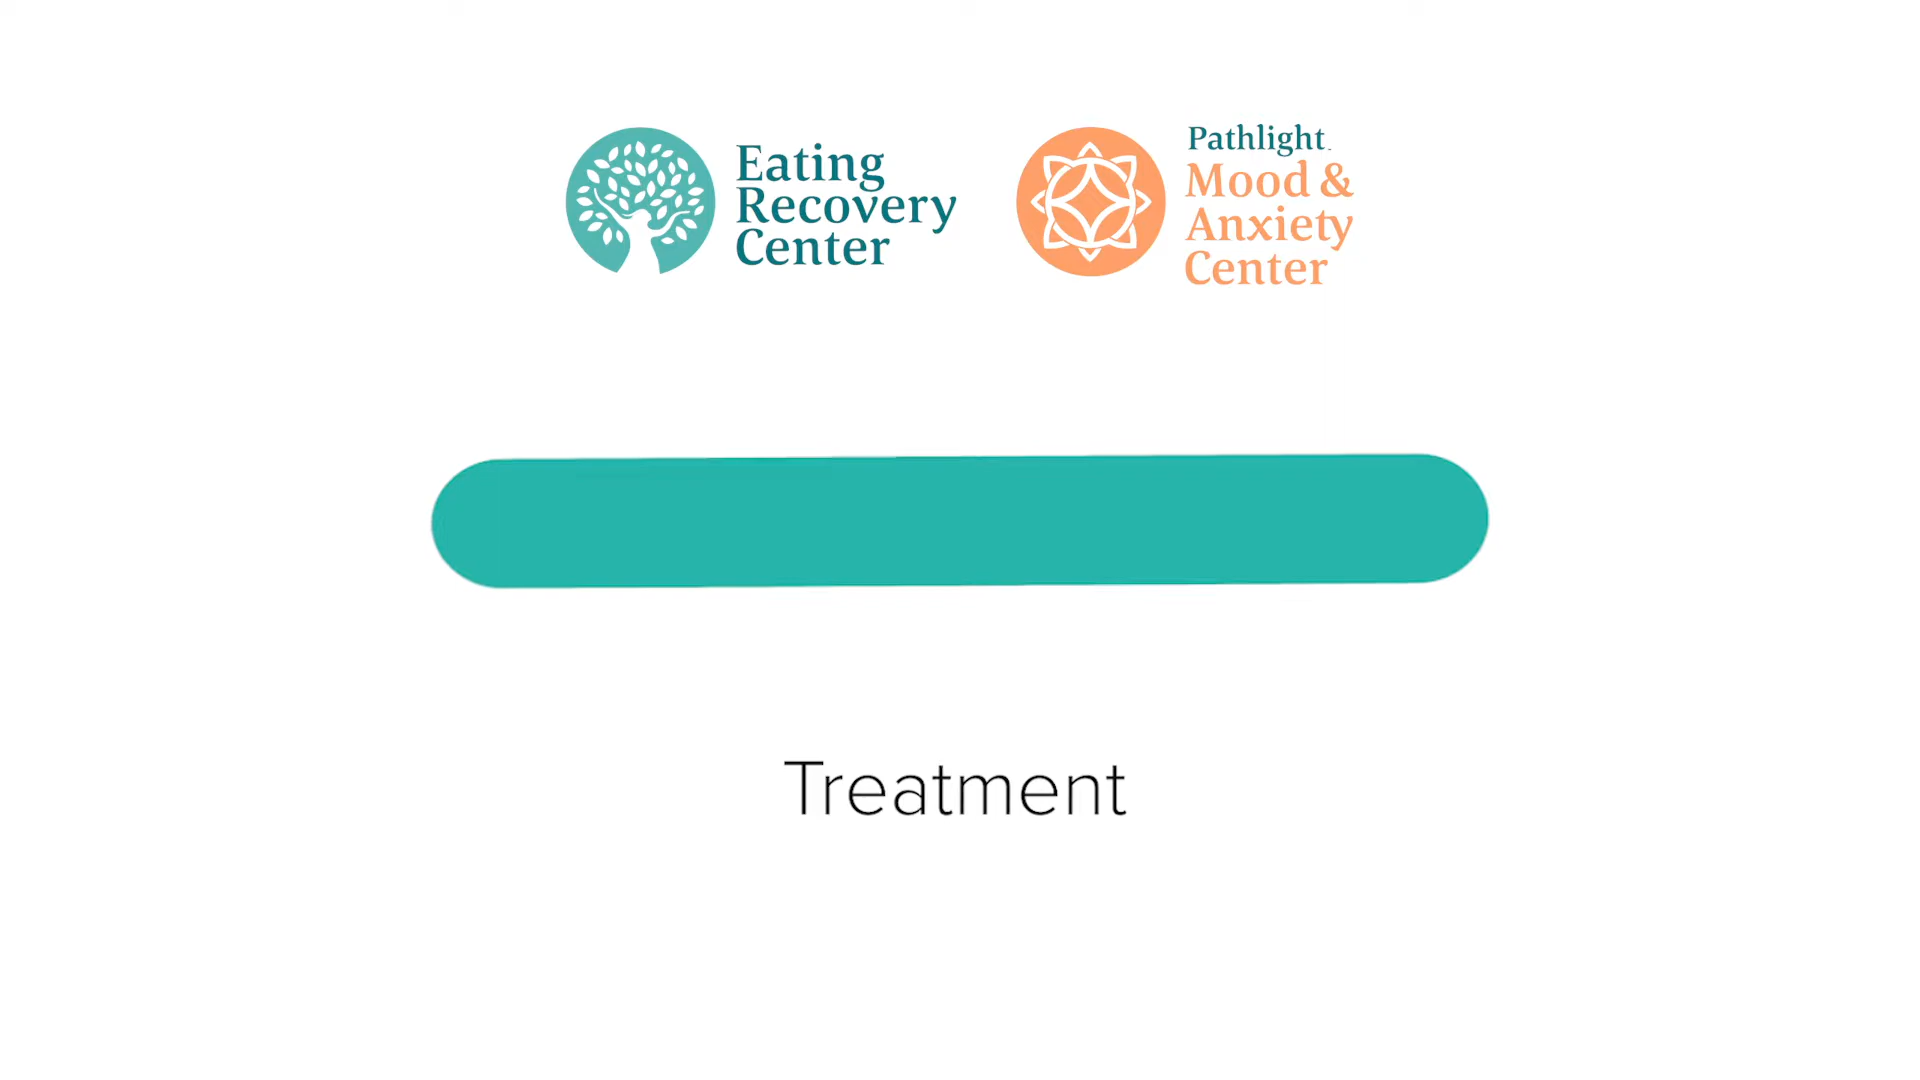 Eating
Recovery
Center
Pathlight
Mood &
Anxiety
Center
Treatment